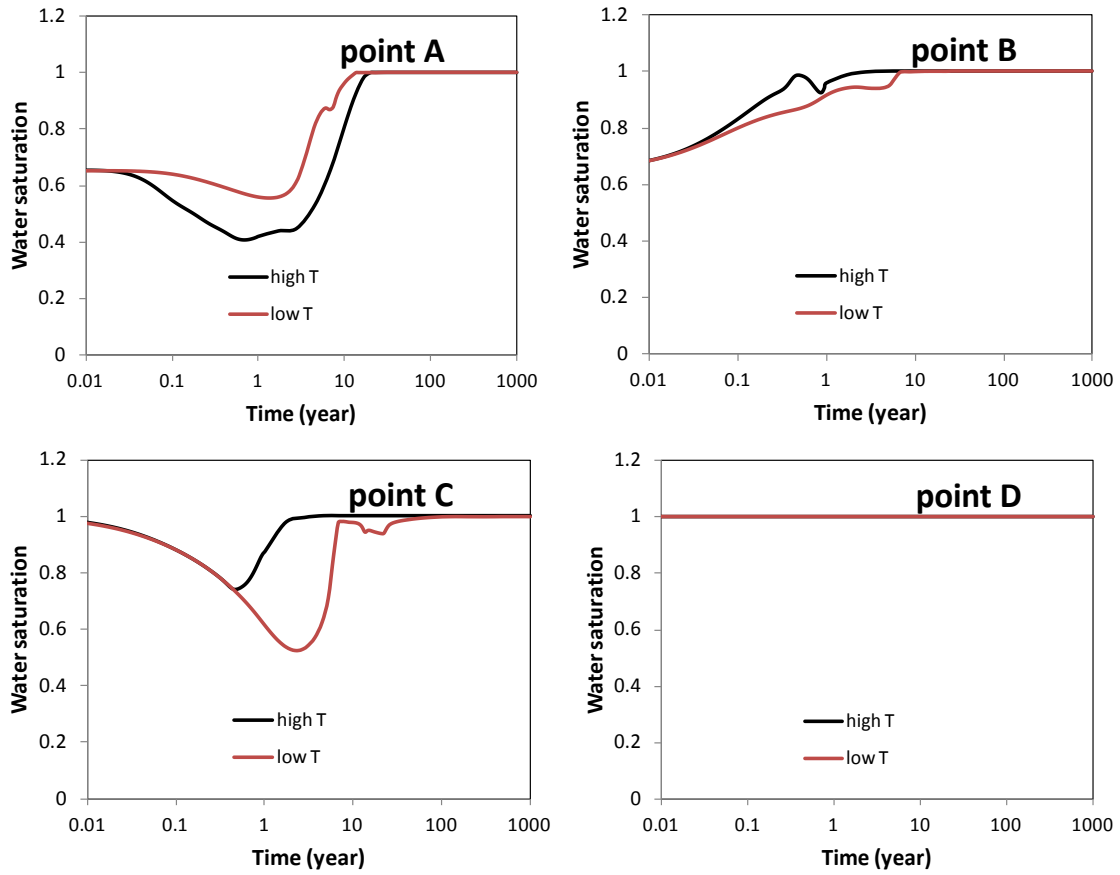 1.2
point A
1
0.8
0.6
0.4
0.2
0
Water saturation
high T
low T
0.01 0.1 1 10 100 1000
Time (year)
1.2
point B
1
0.8
0.6
0.4
0.2
0
Water saturation
high T
low T
0.01 0.1 1 10 100 1000
Time (year)
1.2
point C
1
0.8
0.6
0.4
0.2
0
Water saturation
high T
low T
0.01 0.1 1 10 100 1000
Time (year)
1.2
point D
1
0.8
0.6
0.4
0.2
0
Water saturation
high T
low T
0.01 0.1 1 10 100 1000
Time (year)